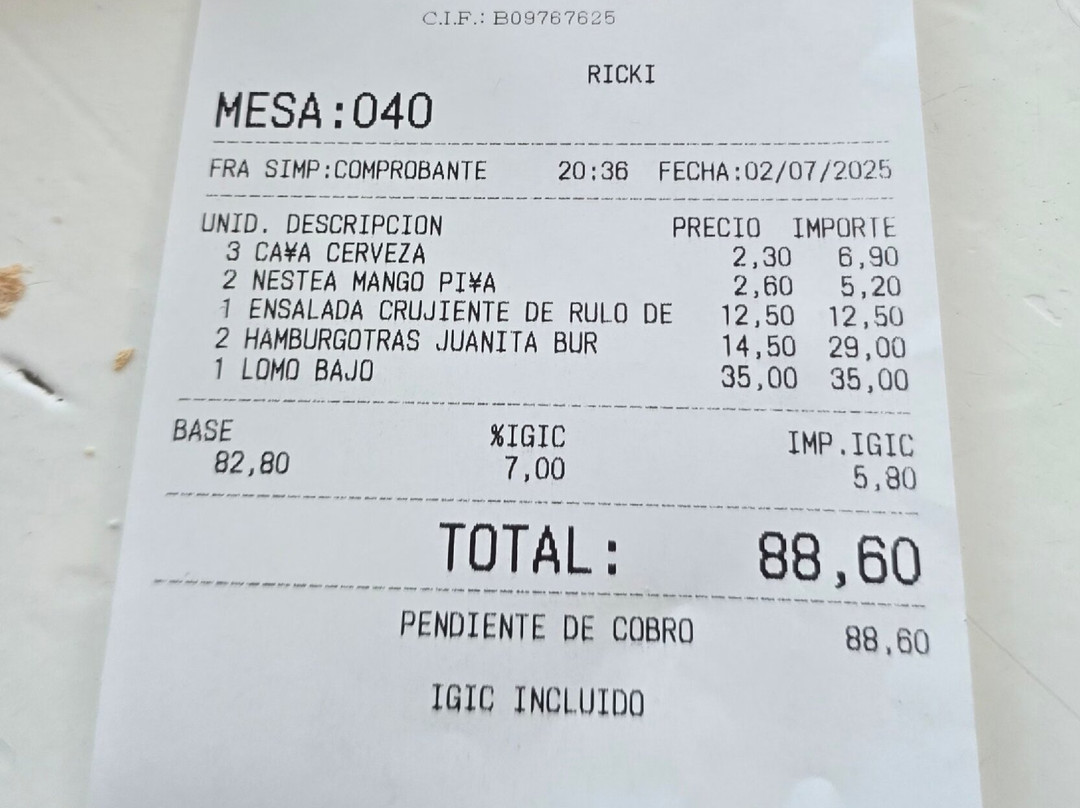 C.I.F.: B09767625
RICKI
MESA:040
FRA SIMP:COMPROBANTE 20:36 FECHA:02/07/2025
UNID. DESCRIPCION PRECIO IMPORTE
3 CA¥A CERVEZA 2,30 6,90
2 NESTEA MANGO PI¥A 2,60 5,20
1 ENSALADA CRUJIENTE DE RULO DE 12,50 12,50
2 HAMBURGOTRAS JUANITA BUR 14,50 29,00
1 LOMO BAJO 35,00 35,00
BASE %IGIC IMP.IGIC
82,80 7,00 5,80
TOTAL: 88,60
PENDIENTE DE COBRO 88,60
IGIC INCLUIDO